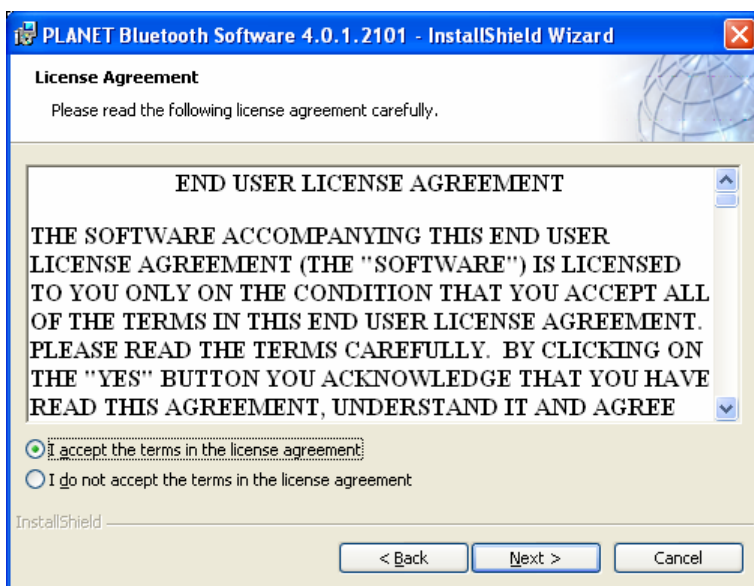 PLANET Bluetooth Software 4.0.1.2101 - InstallShield Wizard
License Agreement
Please read the following license agreement carefully.
END USER LICENSE AGREEMENT
THE SOFTWARE ACCOMPANYING THIS END USER
LICENSE AGREEMENT (THE "SOFTWARE") IS LICENSED
TO YOU ONLY ON THE CONDITION THAT YOU ACCEPT ALL
OF THE TERMS IN THIS END USER LICENSE AGREEMENT.
PLEASE READ THE TERMS CAREFULLY.  BY CLICKING ON
THE "YES" BUTTON YOU ACKNOWLEDGE THAT YOU HAVE
READ THIS AGREEMENT, UNDERSTAND IT AND AGREE
I accept the terms in the license agreement
I do not accept the terms in the license agreement
InstallShield
< Back Next > Cancel